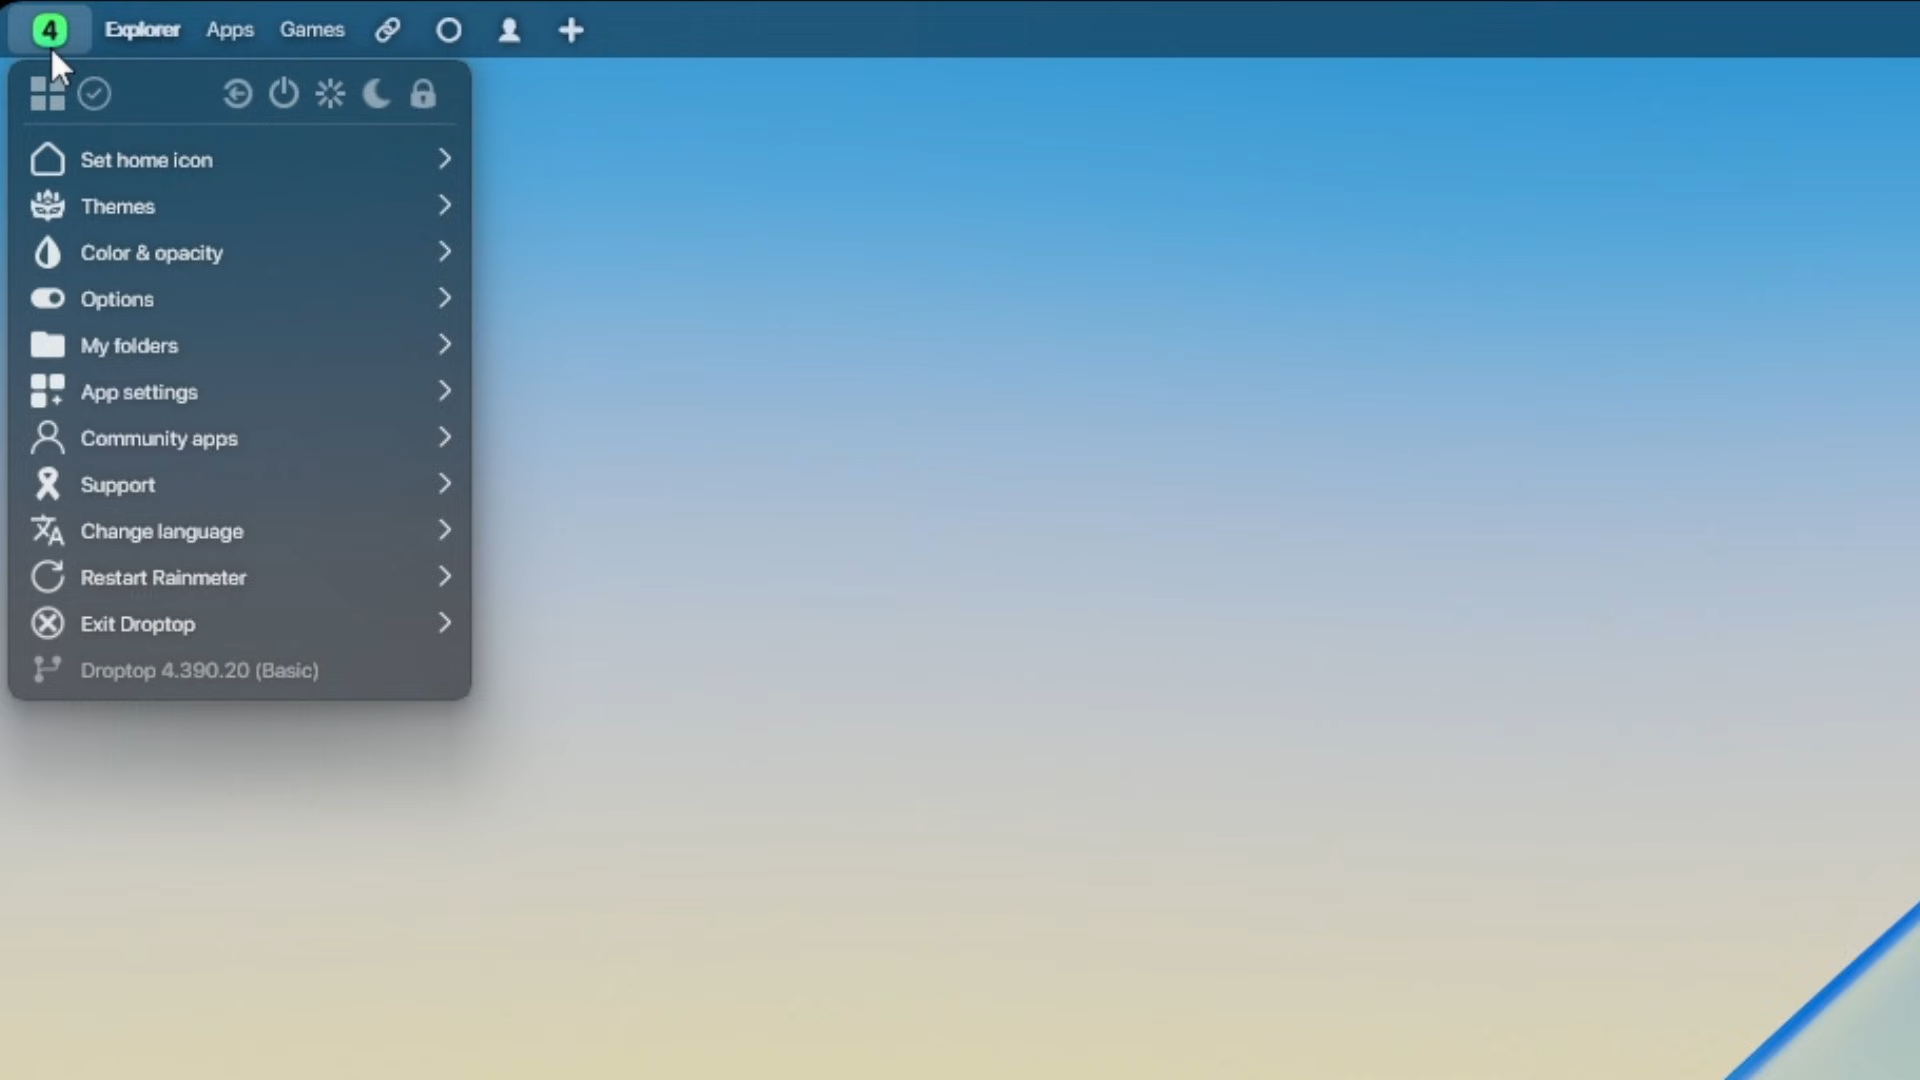 4 Explorer Apps Games
Set home icon
Themes
Color & opacity
Options
My folders
App settings
Community apps
Support
Change language
Restart Rainmeter
Exit Droptop
Droptop 4.390.20 (Basic)